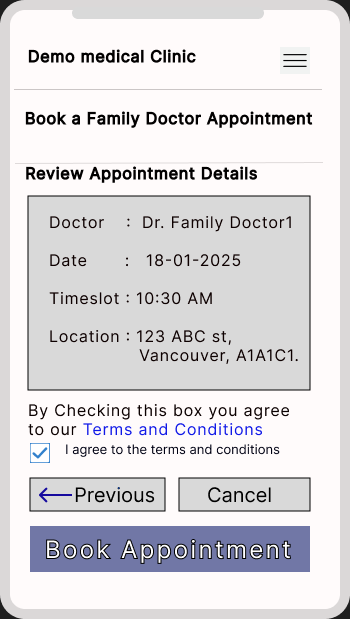 Demo medical Clinic
Book a Family Doctor Appointment
Review Appointment Details
Doctor : Dr. Family Doctor1
Date : 18-01-2025
Timeslot : 10:30 AM
Location : 123 ABC st,
Vancouver, A1A1C1.
By Checking this box you agree
to our Terms and Conditions
I agree to the terms and conditions
Previous Cancel
Book Appointment